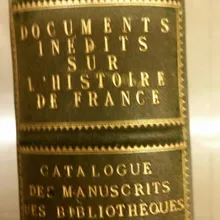 DOCUMENTS
INÉDITS
SUR
L'HISTOIRE
DE FRANCE
CATALOGUE
DES MANUSCRITS
DES BIBLIOTHÈQUES